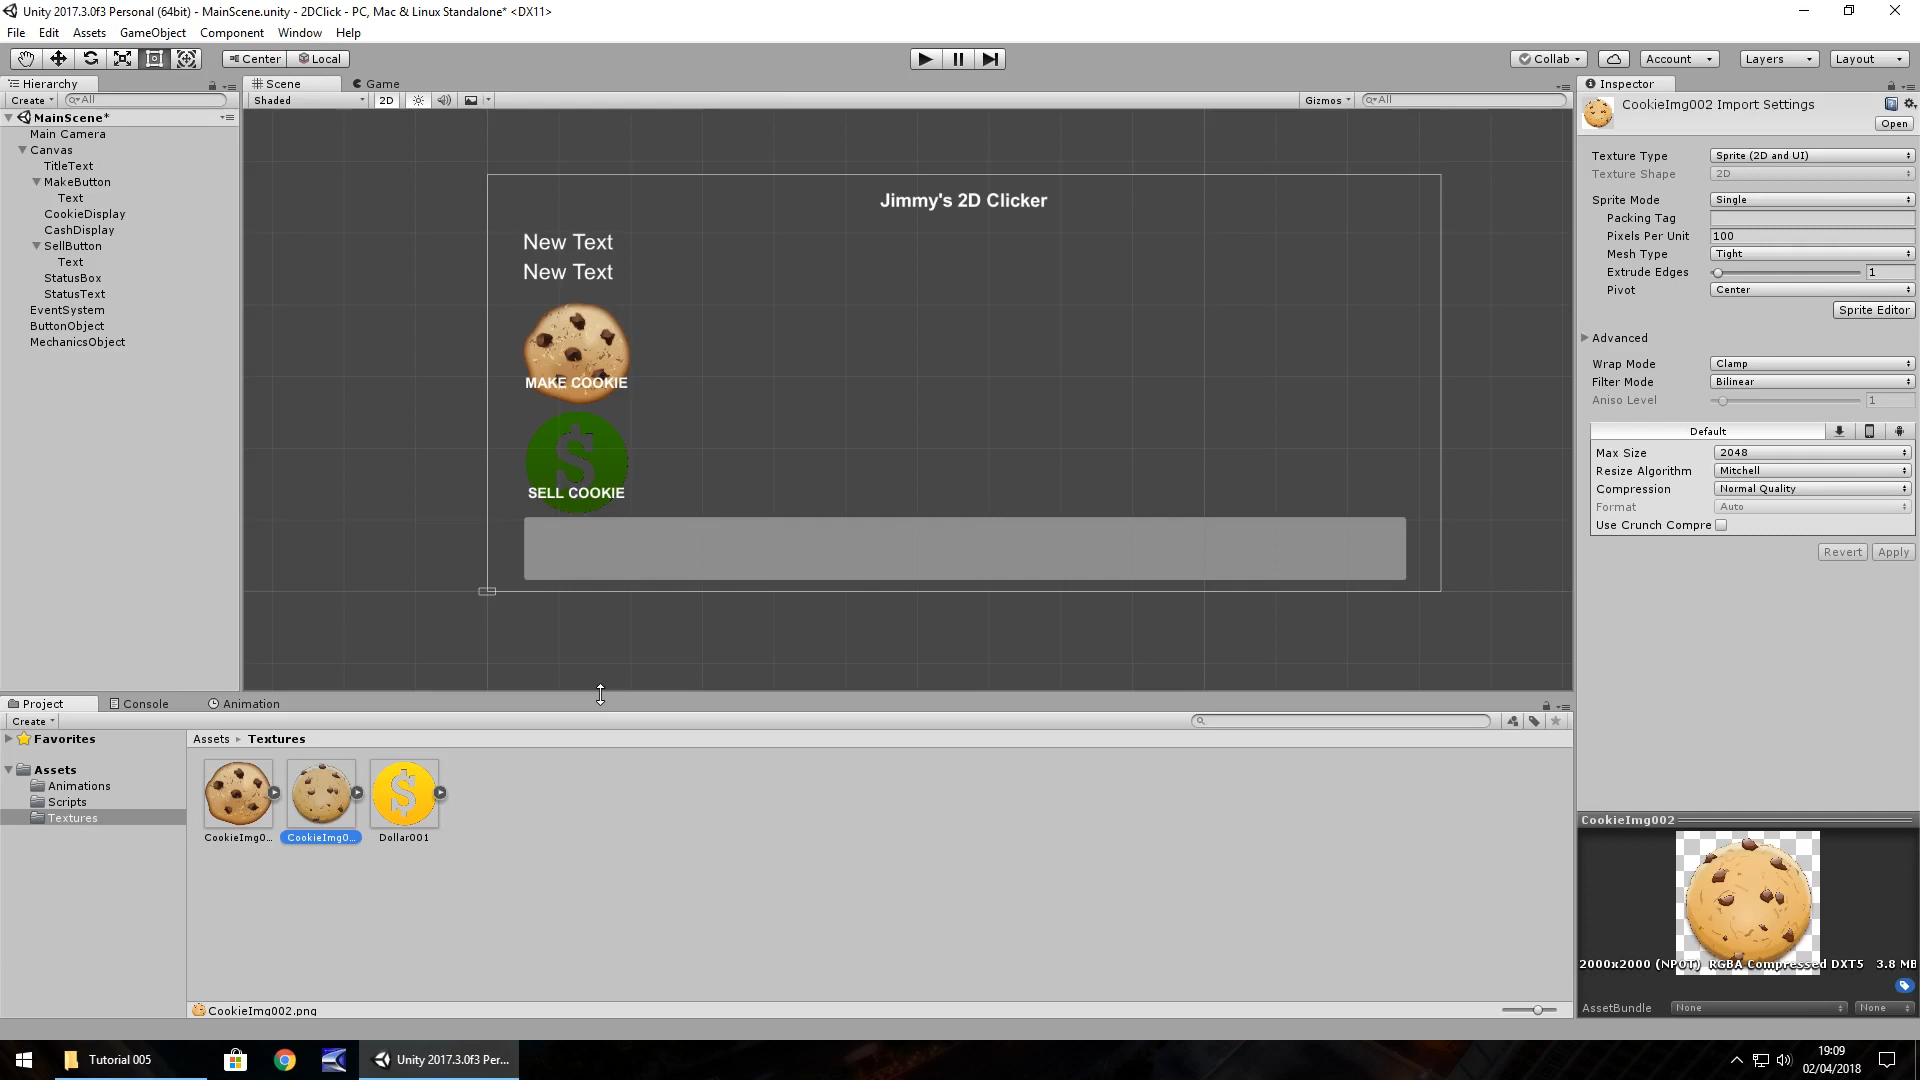 Unity 2017.3.0f3 Personal (64bit) - MainScene.unity - 2DClick - PC, Mac & Linux Standalone* <DX11>
File Edit Assets GameObject Component Window Help
Center Local Collab Account Layers Layout
Hierarchy
Create All
MainScene*
Main Camera
Canvas
TitleText
MakeButton
Text
CookieDisplay
CashDisplay
SellButton
Text
StatusBox
StatusText
EventSystem
ButtonObject
MechanicsObject
Scene Game
Shaded 2D Gizmos All
Jimmy's 2D Clicker
New Text
New Text
MAKE COOKIE
SELL COOKIE
Inspector
CookieImg002 Import Settings
Open
Texture Type Sprite (2D and UI)
Texture Shape 2D
Sprite Mode Single
Packing Tag
Pixels Per Unit 100
Mesh Type Tight
Extrude Edges 1
Pivot Center
Sprite Editor
Advanced
Wrap Mode Clamp
Filter Mode Bilinear
Aniso Level 1
Default
Max Size 2048
Resize Algorithm Mitchell
Compression Normal Quality
Format Auto
Use Crunch Compre
Revert Apply
Project Console Animation
Create
Favorites
Assets
Animations
Scripts
Textures
Assets Textures
CookieImg0... CookieImg0... Dollar001
CookieImg002.png
CookieImg002
2000x2000 (NPOT) RGBA Compressed DXT5 3.8 MB
AssetBundle None None
Tutorial 005
Unity 2017.3.0f3 Per...
19:09
02/04/2018